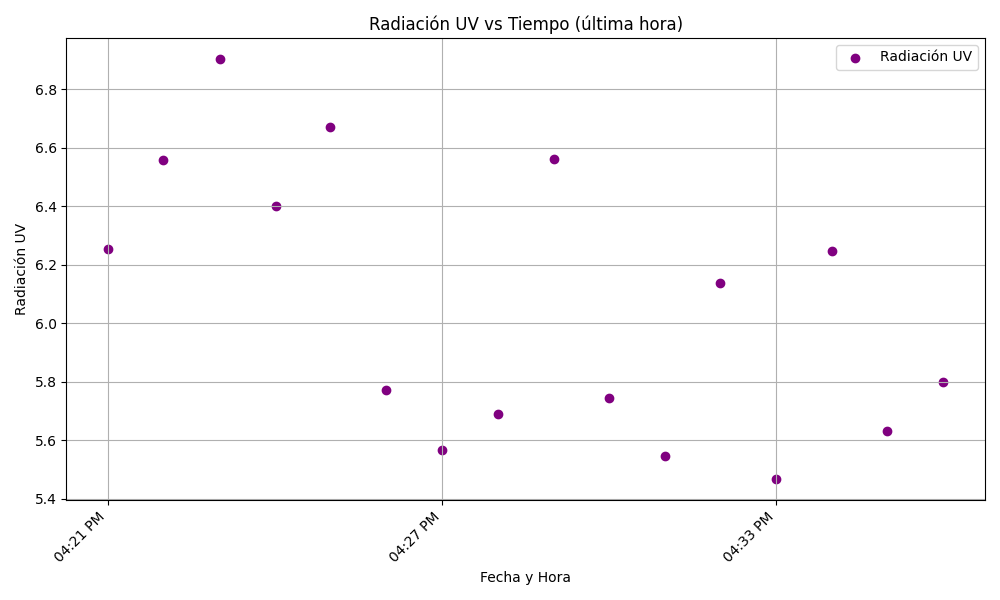 Radiación UV vs Tiempo (última hora)
Radiación UV
Radiación UV
6.8
6.6
6.4
6.2
6.0
5.8
5.6
5.4
04:21 PM
04:27 PM
04:33 PM
Fecha y Hora